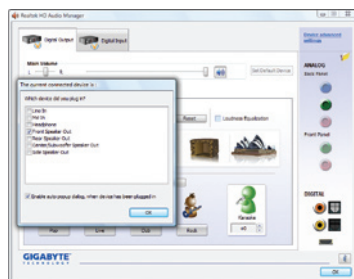 Realtek HD Audio Manager
Digital Output
Digital Input
Device advanced
settings
Main Volume
L
R
Set Default Device
ANALOG
Back Panel
The current connected device is :
Which device did you plug in?
Line In
Mic In
Headphone
Front Speaker Out
Rear Speaker Out
Center/Subwoofer Speaker Out
Side Speaker Out
Enable auto popup dialog, when device has been plugged in
OK
Reset
Loudness Equalization
Front Panel
DIGITAL
Karaoke
+0
Pop
Live
Club
Rock
GIGABYTE
TECHNOLOGY
OK